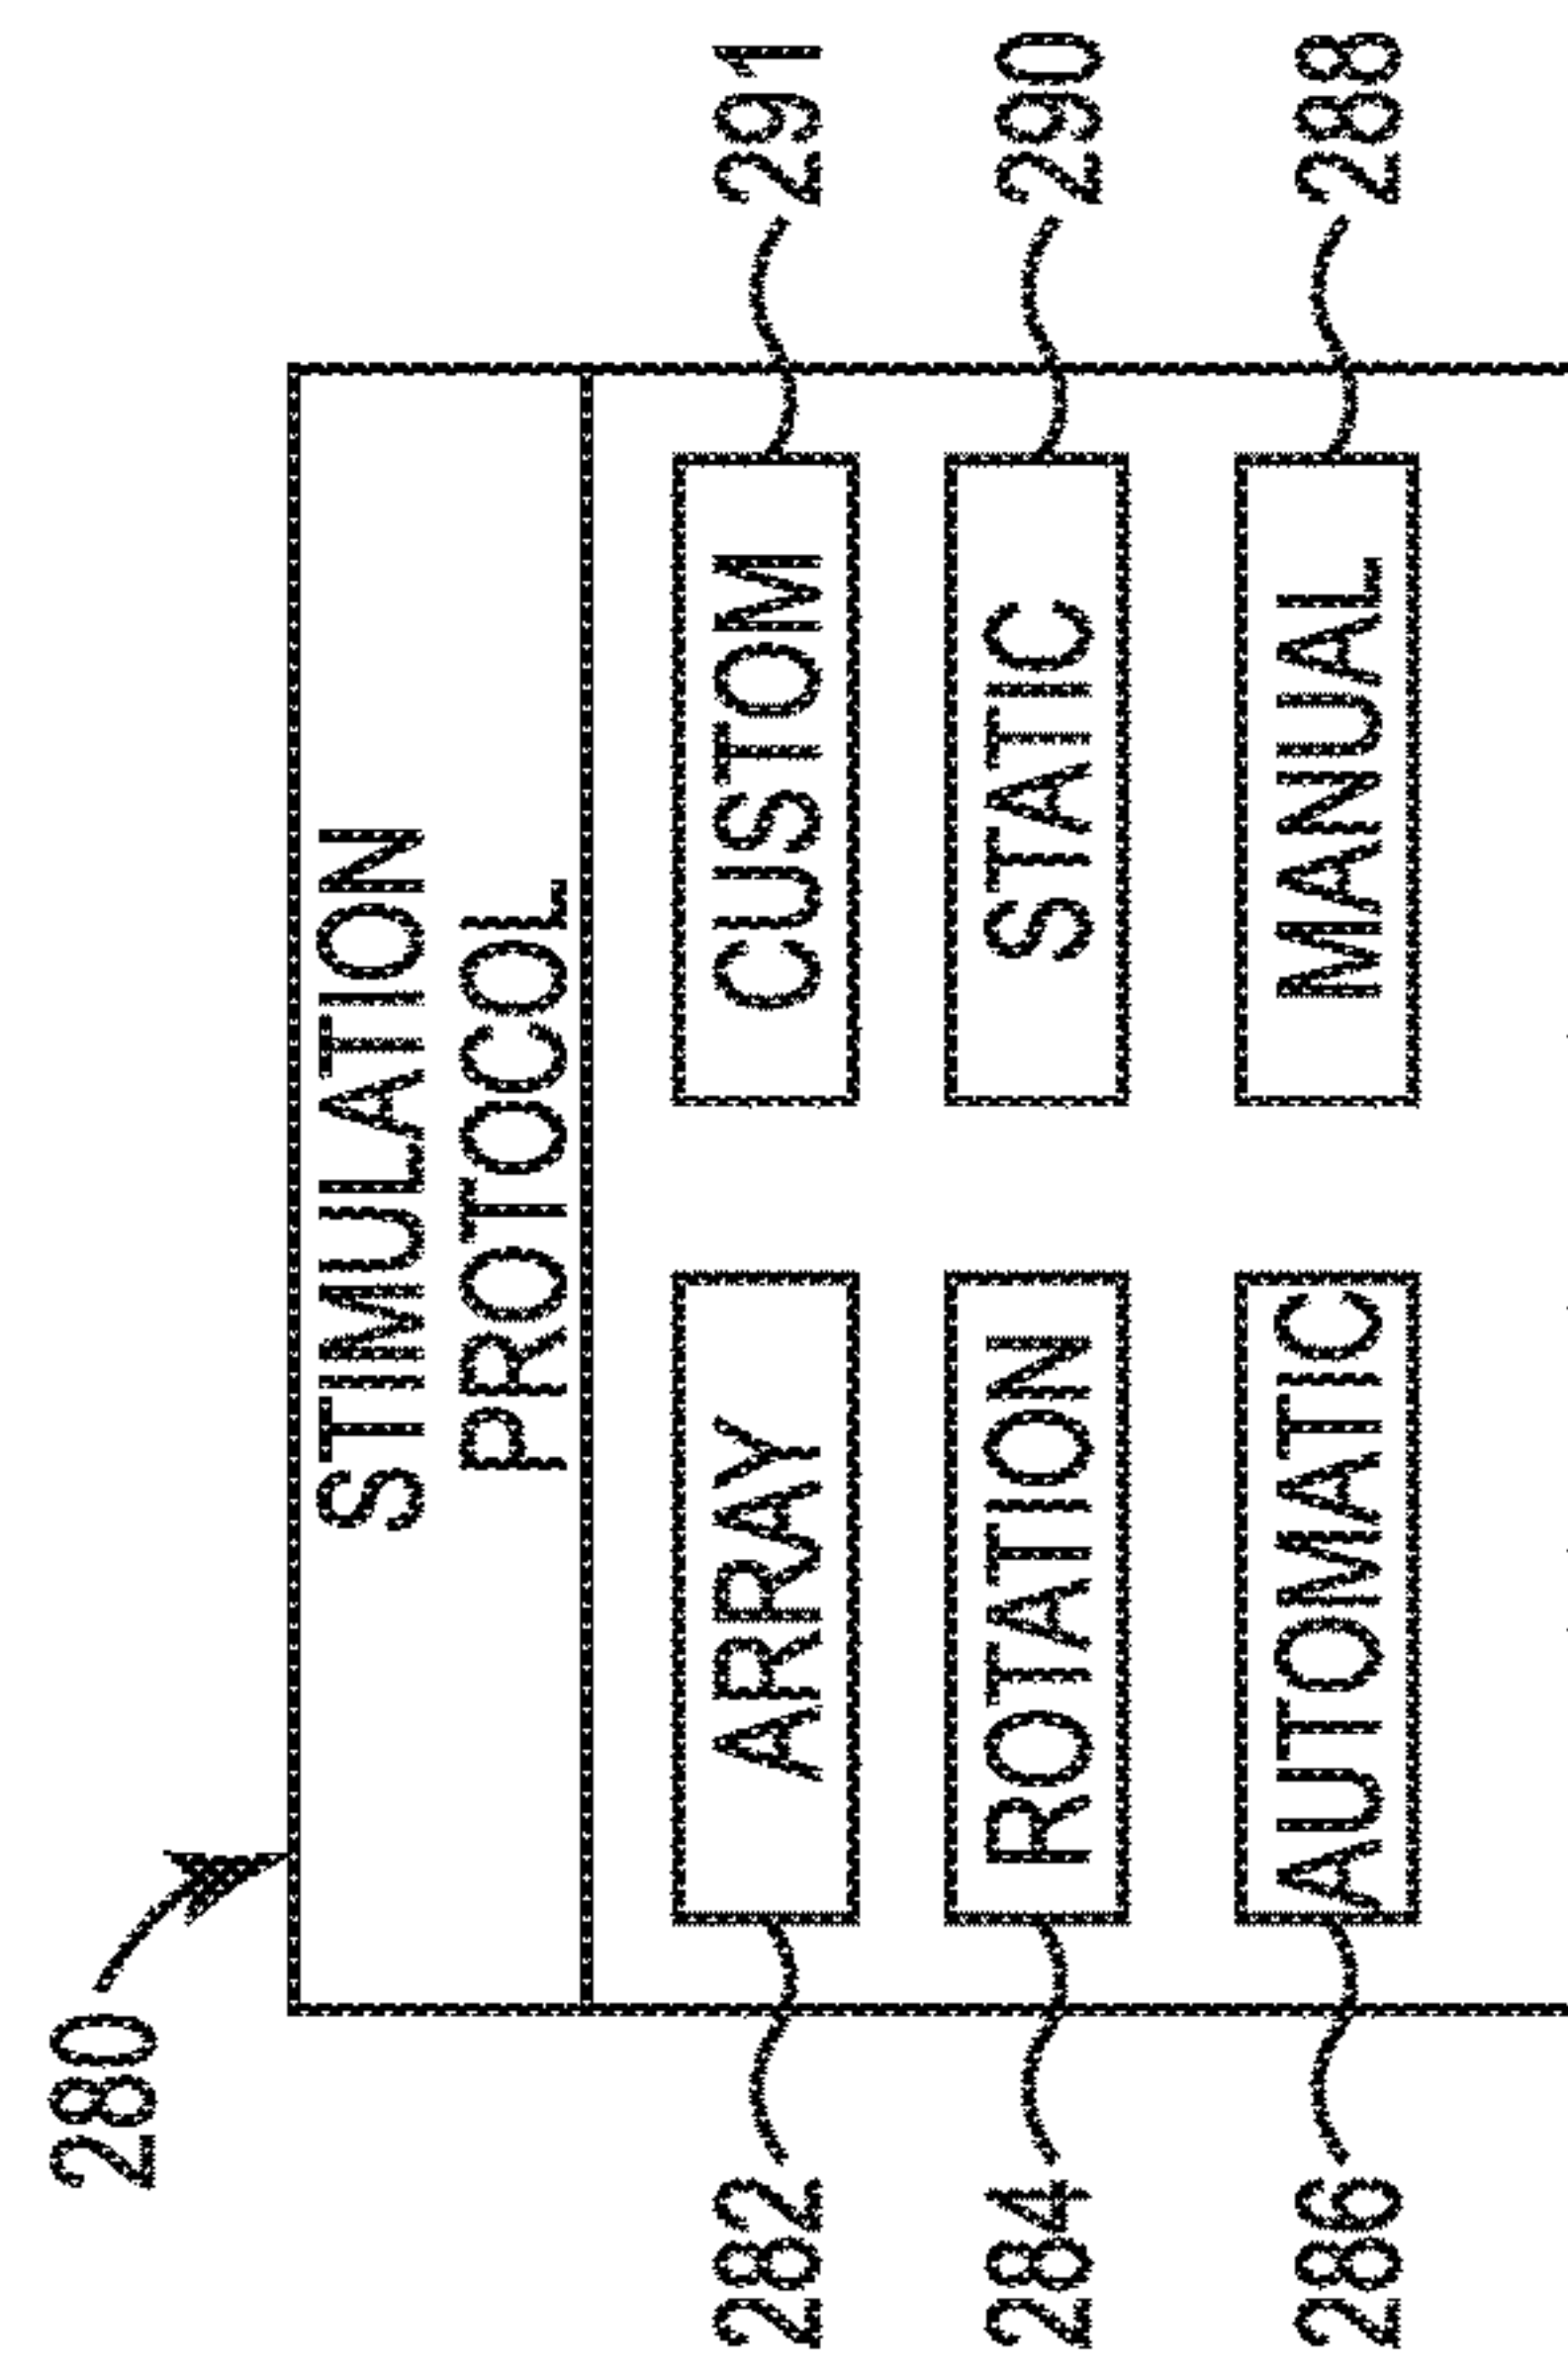 280
STIMULATION
PROTOCOL
282 ARRAY CUSTOM 291
284 ROTATION STATIC 290
286 AUTOMATIC MANUAL 288